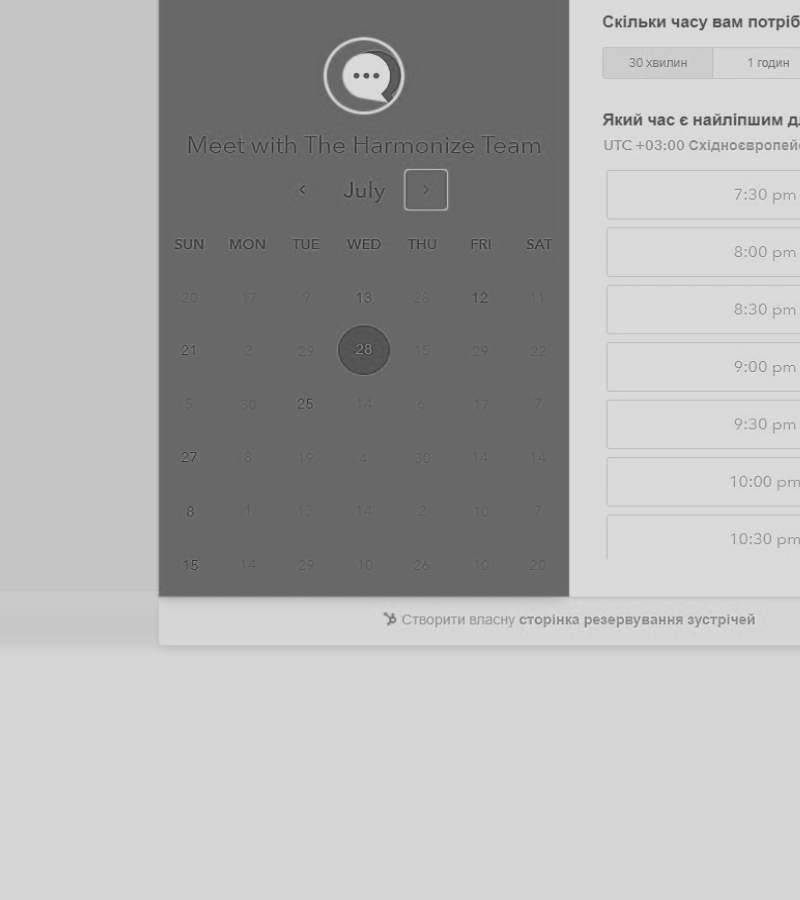 Meet with The Harmonize Team
July
SUN MON TUE WED THU FRI SAT
20 17 9 13 28 12 11
21 2 29 28 15 29 22
5 30 25 14 6 17 7
27 8 19 4 30 14 14
8 1 13 14 2 10 7
15 14 29 10 26 10 20
Скільки часу вам потріб
30 хвилин 1 годин
Який час є найліпшим д
UTC +03:00 Східноєвропей
7:30 pm
8:00 pm
8:30 pm
9:00 pm
9:30 pm
10:00 pm
10:30 pm
Створити власну сторінка резервування зустрічей